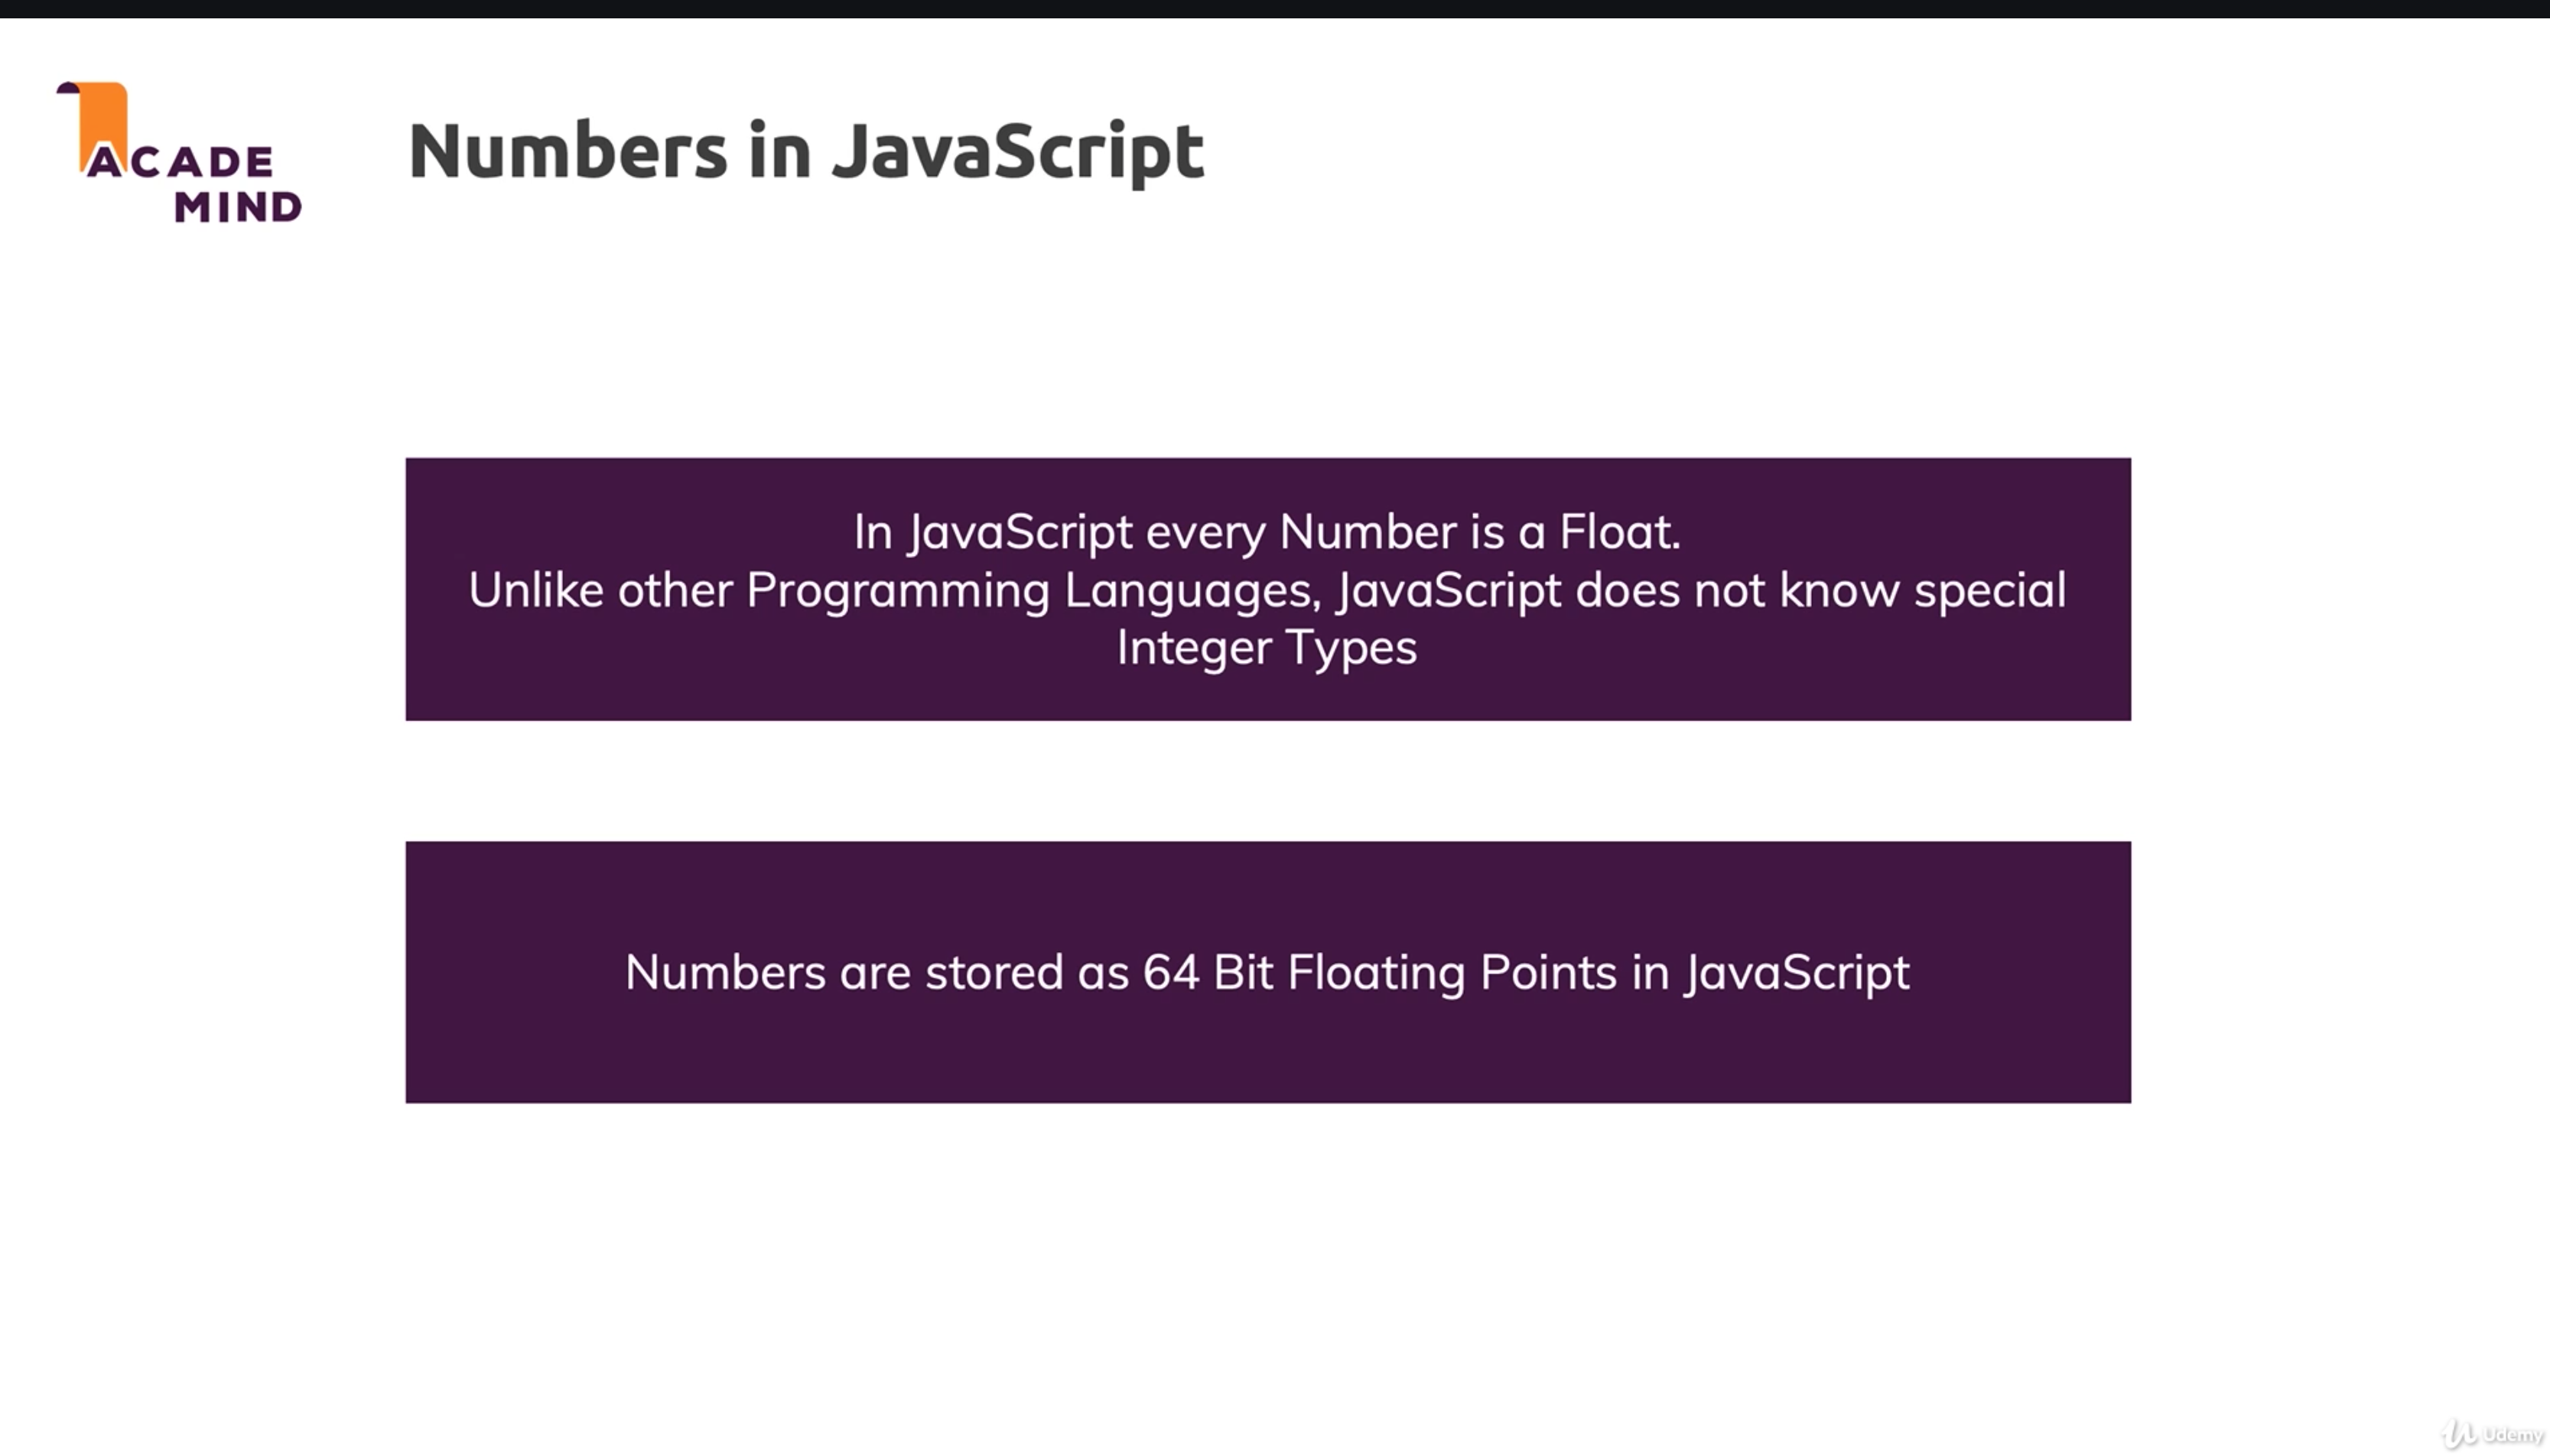 ACADE
MIND
Numbers in JavaScript
In JavaScript every Number is a Float.
Unlike other Programming Languages, JavaScript does not know special
Integer Types
Numbers are stored as 64 Bit Floating Points in JavaScript
Udemy